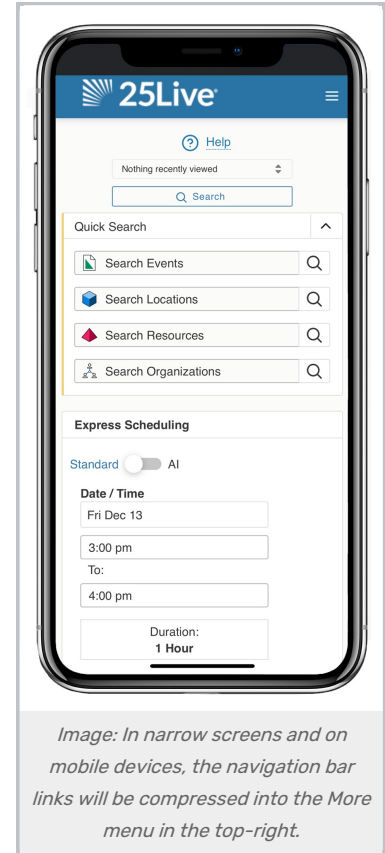 25Live
Help
Nothing recently viewed
Search
Quick Search
Search Events
Search Locations
Search Resources
Search Organizations
Express Scheduling
Standard AI
Date / Time
Fri Dec 13
3:00 pm
To:
4:00 pm
Duration:
1 Hour
Image: In narrow screens and on
mobile devices, the navigation bar
links will be compressed into the More
menu in the top-right.